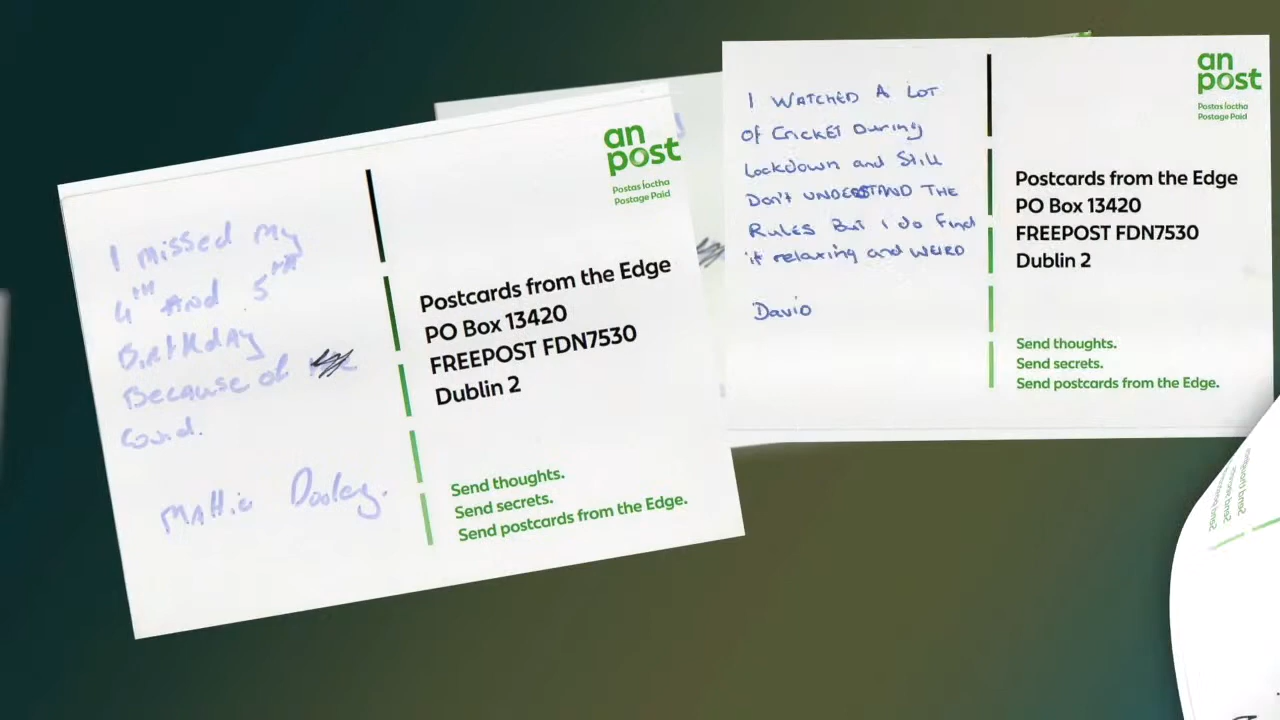 I missed My
4TH And 5TH
BirthDay
Because of
Covid.
Mattie Dooley.
an
post
Postas íoctha
Postage Paid
Postcards from the Edge
PO Box 13420
FREEPOST FDN7530
Dublin 2
Send thoughts.
Send secrets.
Send postcards from the Edge.
I WATCHED A LOT
of CricKET During
Lockdown and Still
Don't UNDERSTAND THE
RULES But I do find
it relaxing and WEIRD
David
an
post
Postas íoctha
Postage Paid
Postcards from the Edge
PO Box 13420
FREEPOST FDN7530
Dublin 2
Send thoughts.
Send secrets.
Send postcards from the Edge.